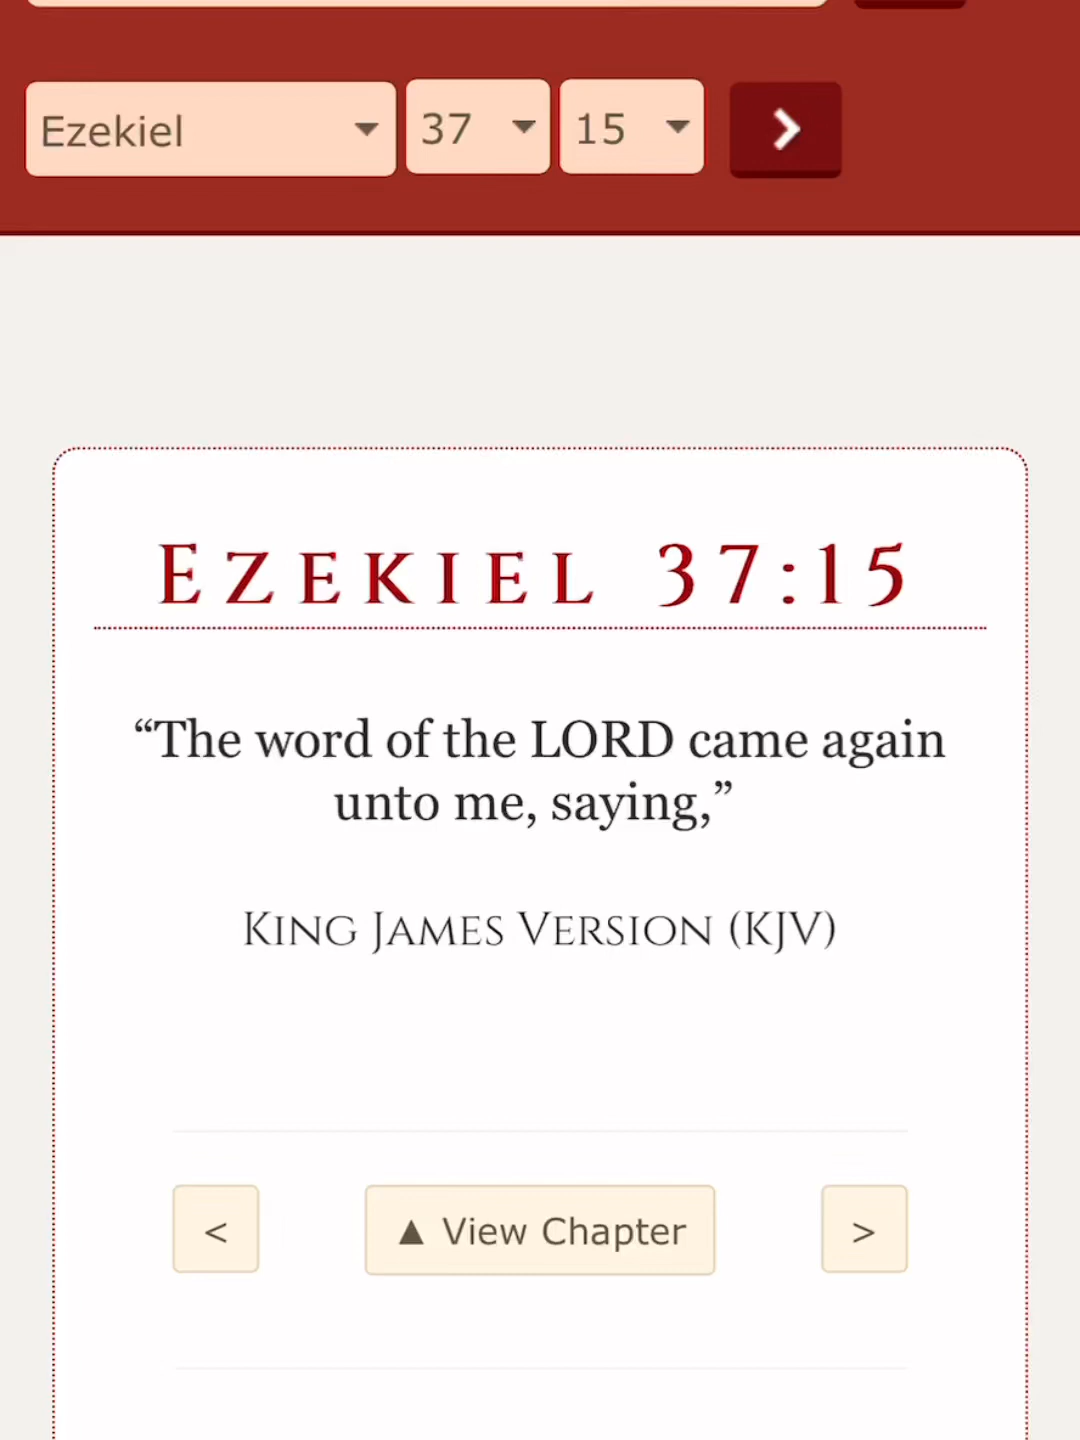 Ezekiel 37 15
EZEKIEL 37:15
“The word of the LORD came again
unto me, saying,”
KING JAMES VERSION (KJV)
< ▲ View Chapter >